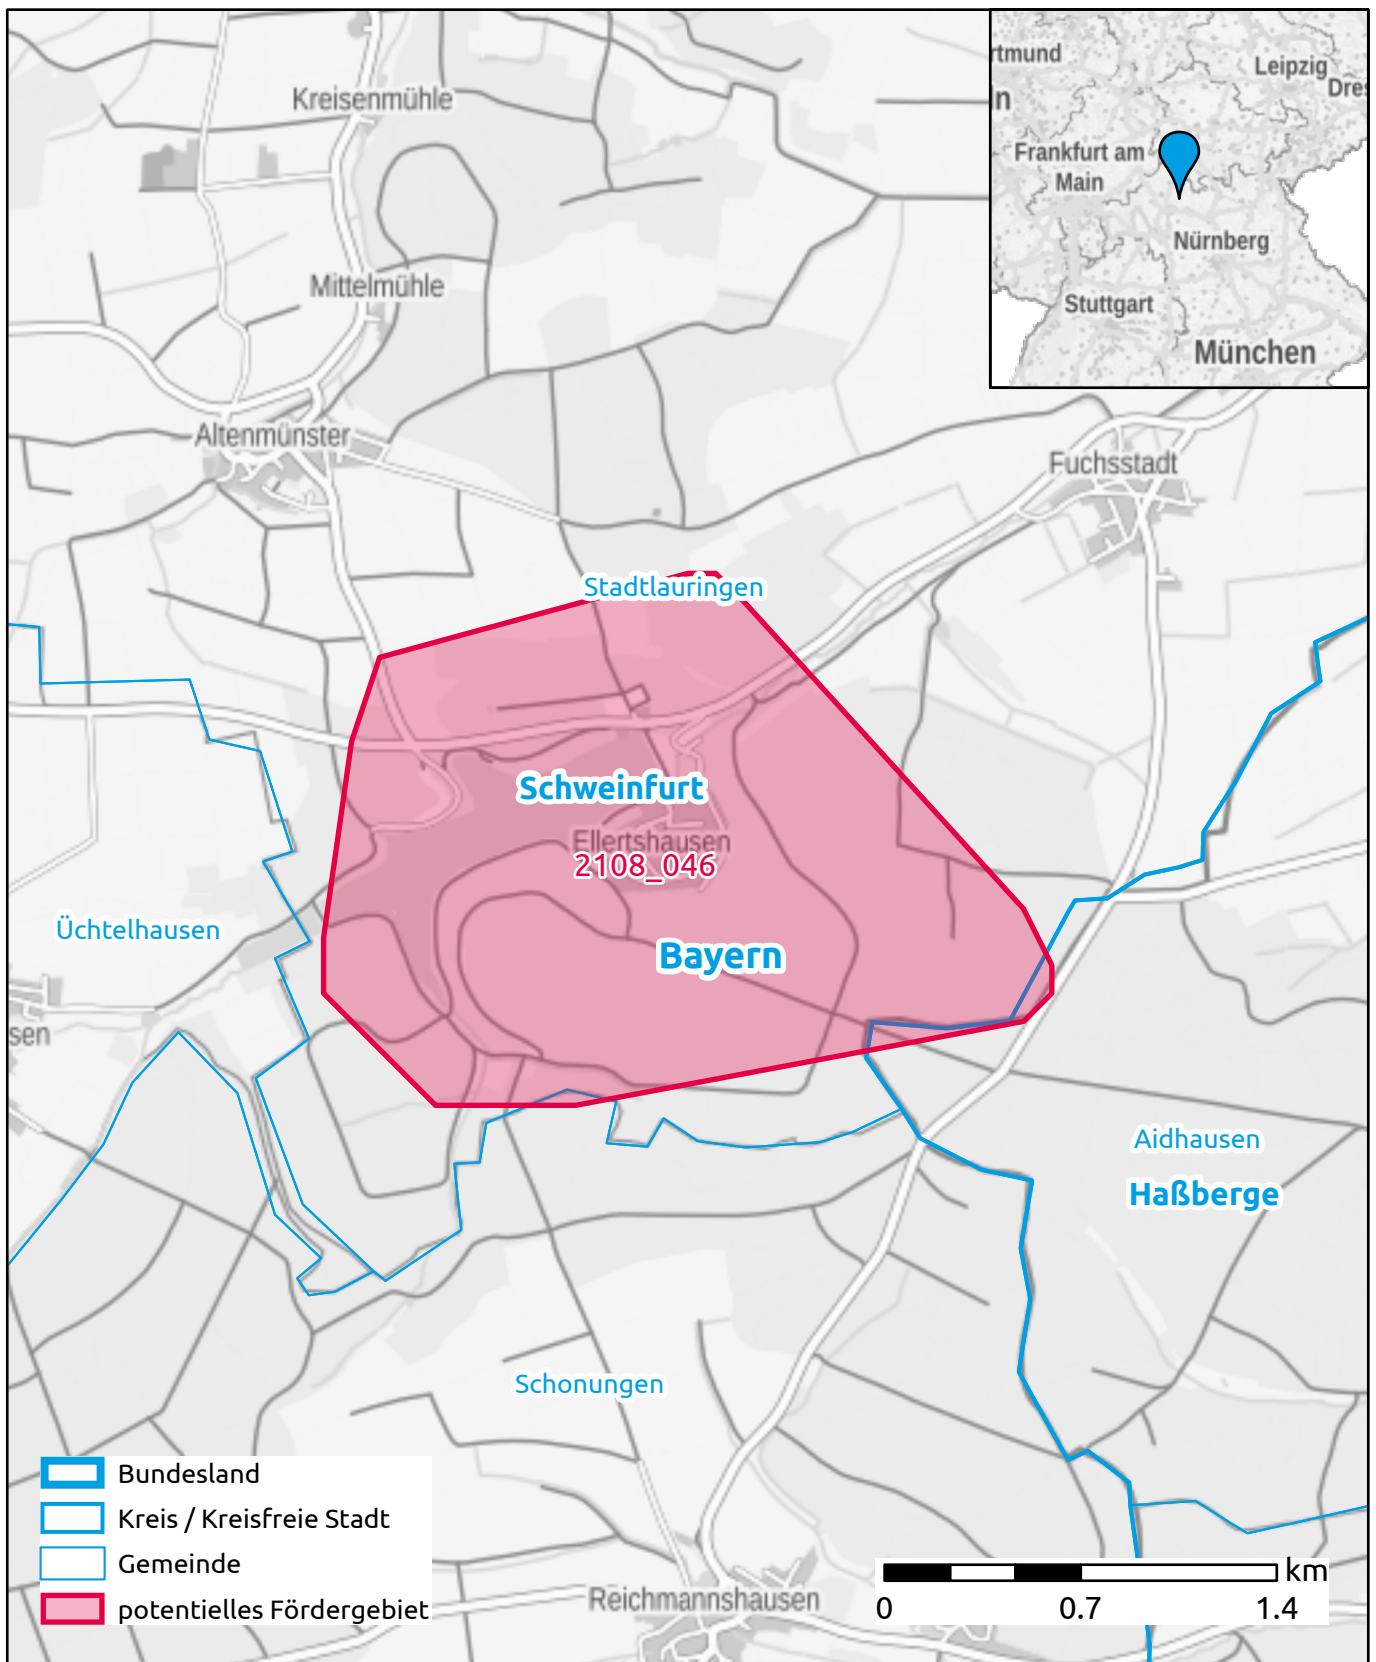 Kreisenmühle
Mittelmühle
Altenmünster
Fuchsstadt
Stadtlauringen
Schweinfurt
Ellertshausen
2108_046
Üchtelhausen
Bayern
sen
Aidhausen
Haßberge
Schonungen
Reichmannshausen
rtmund
Leipzig
Dres
n
Frankfurt am
Main
Nürnberg
Stuttgart
München
Bundesland
Kreis / Kreisfreie Stadt
Gemeinde
potentielles Fördergebiet
km
0 0.7 1.4